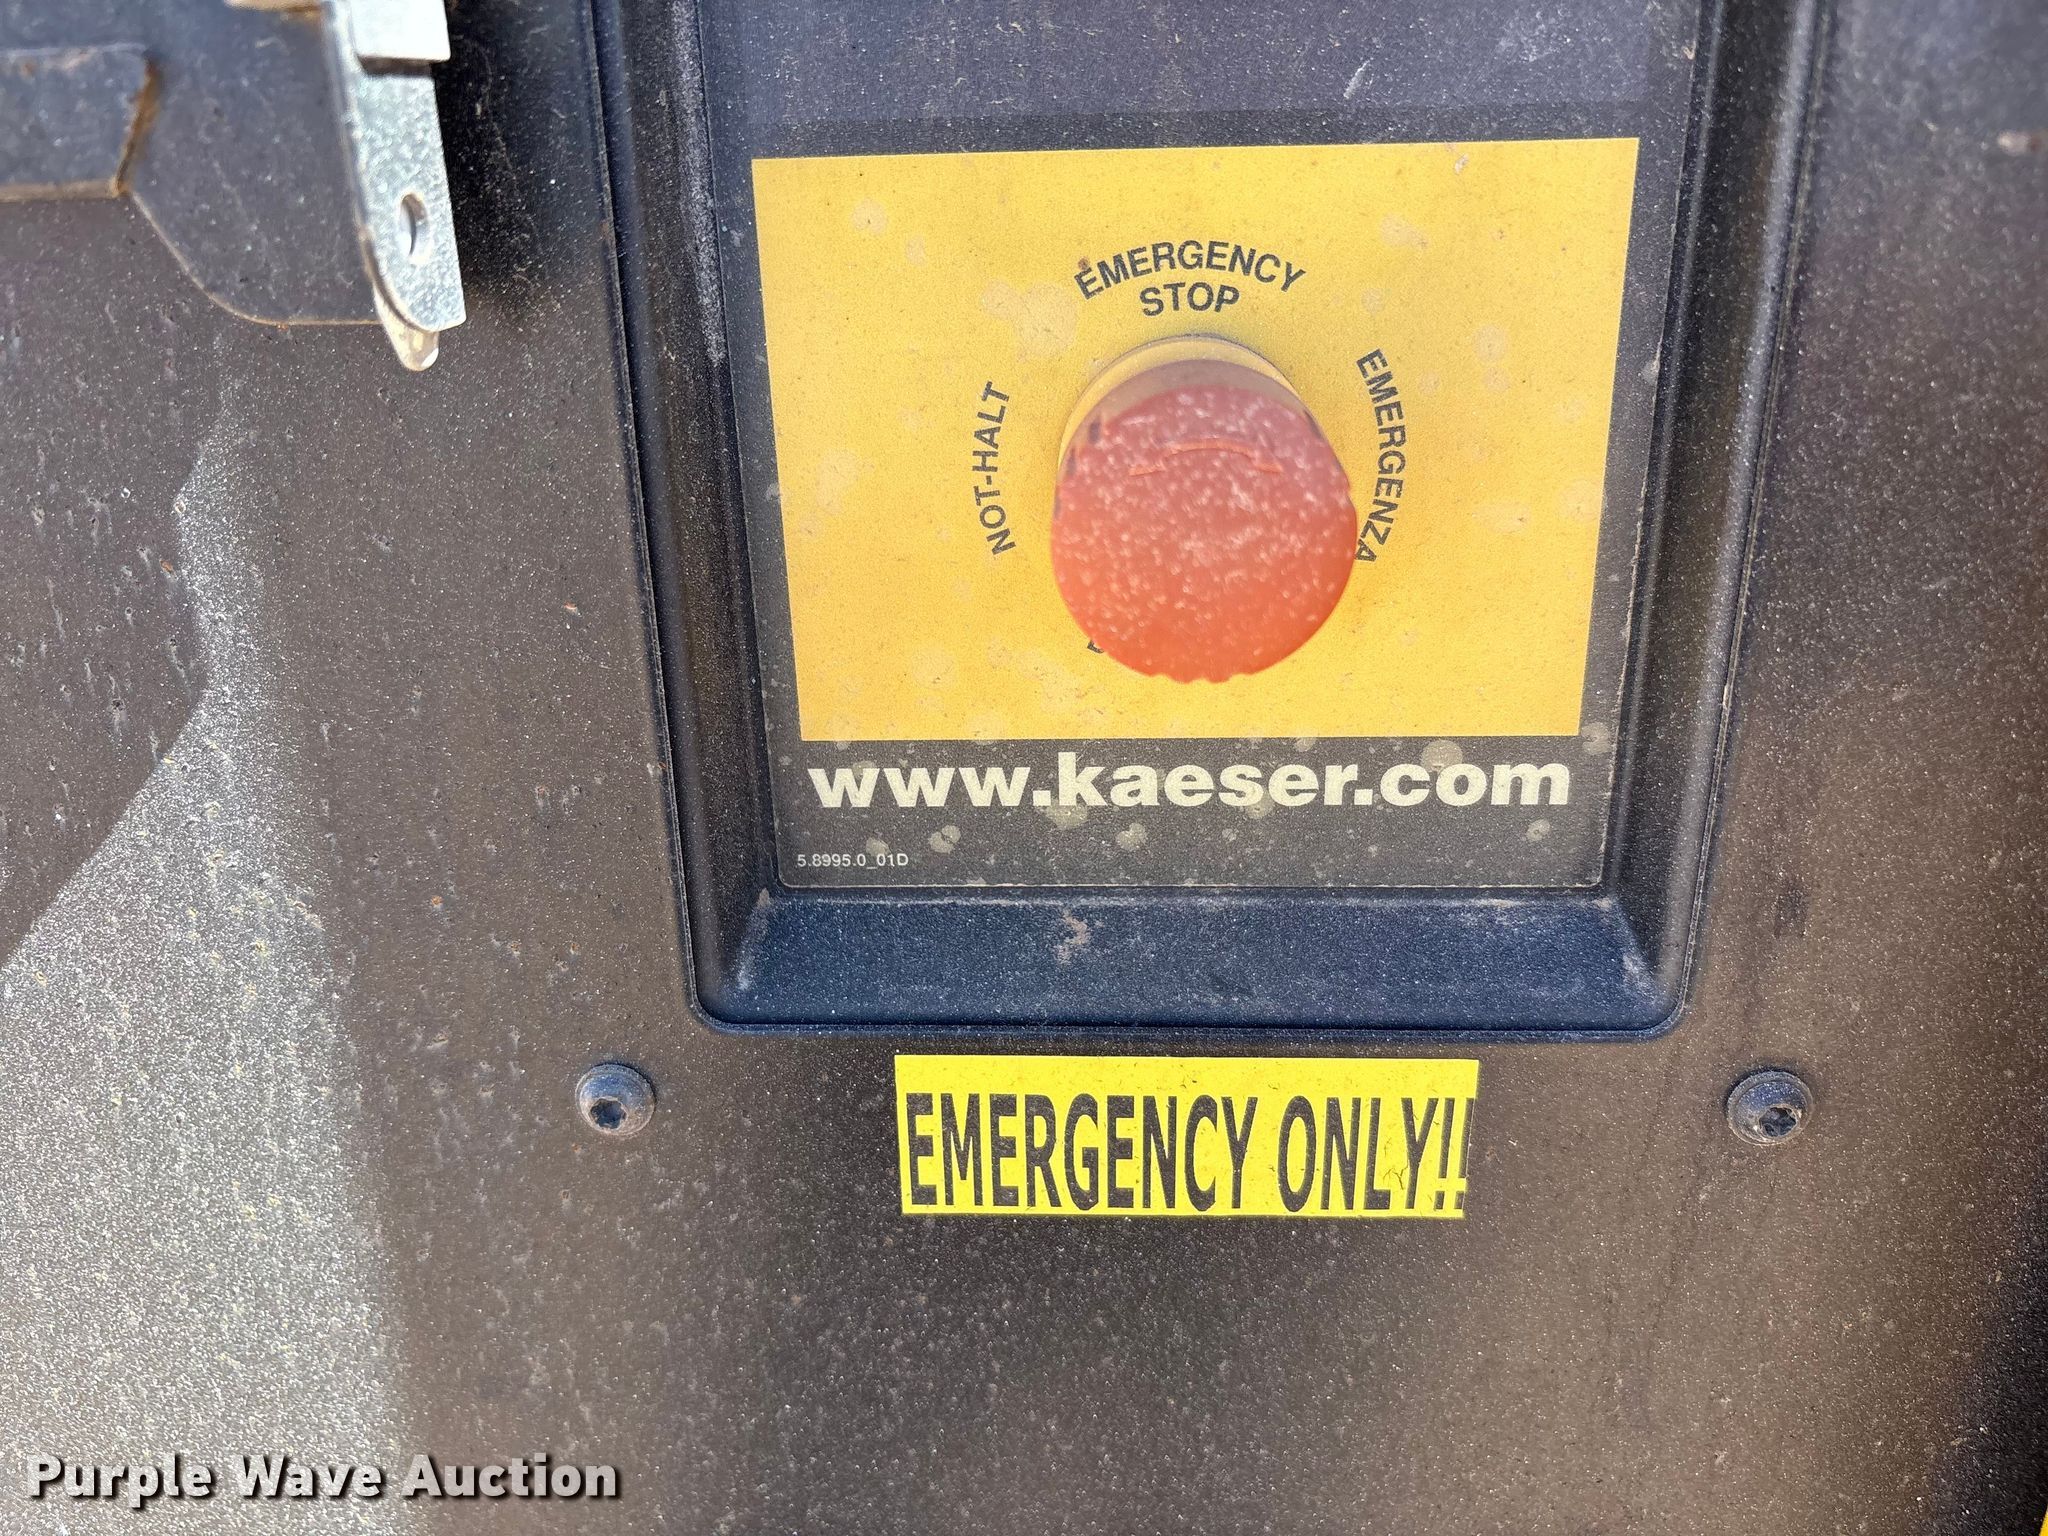 EMERGENCY
STOP
NOT-HALT
EMERGENZA
www.kaeser.com
5.8995.0_01D
EMERGENCY ONLY!!
Purple Wave Auction